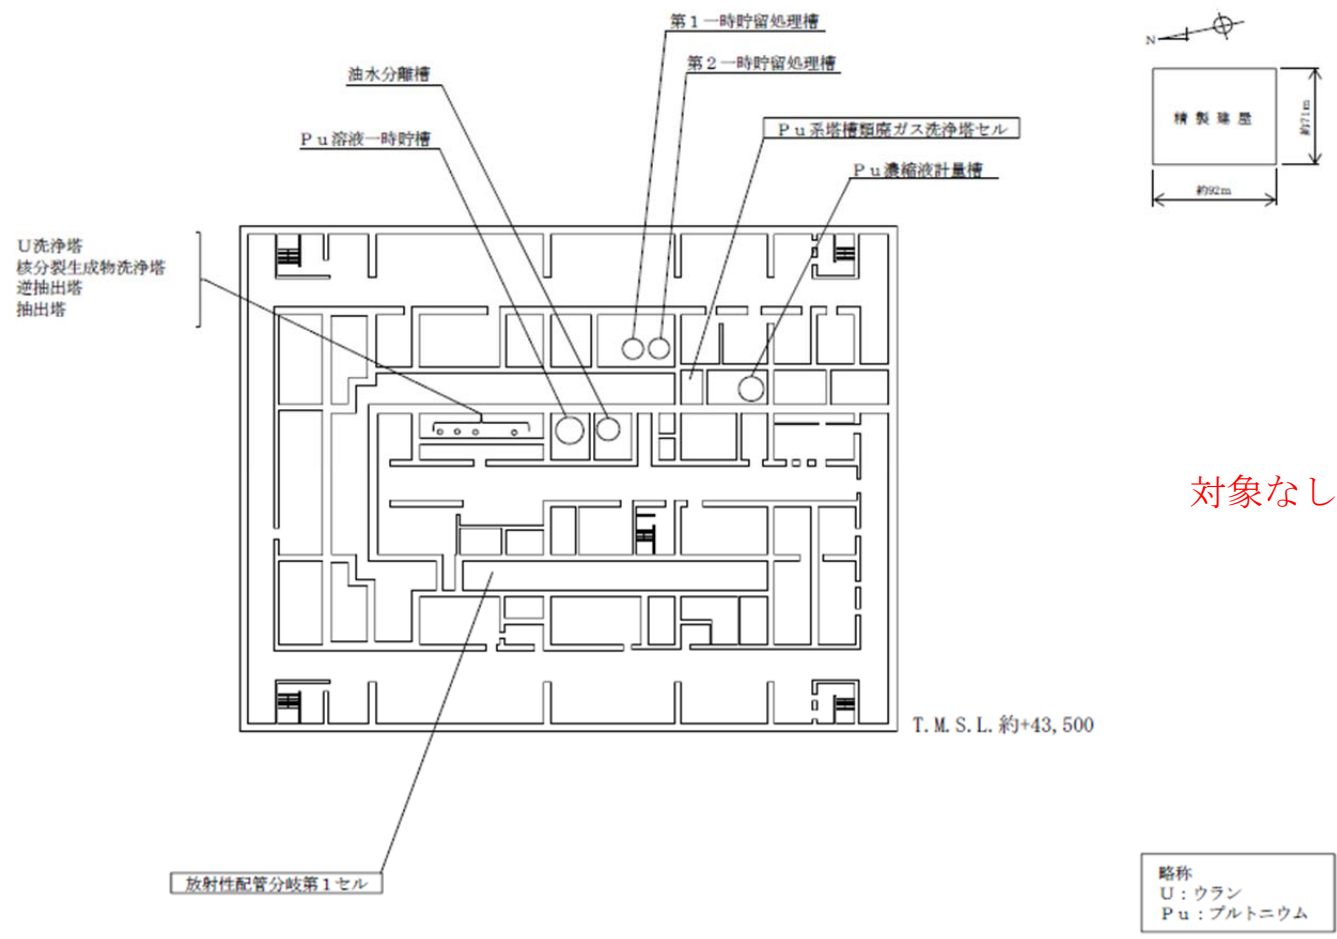 第１一時貯留処理槽
第２一時貯留処理槽
油水分離槽
Ｐｕ溶液一時貯槽
Ｐｕ系塔槽類廃ガス洗浄塔セル
Ｐｕ濃縮液計量槽
N
精製建屋
約71m
約92m
Ｕ洗浄塔
核分裂生成物洗浄塔
逆抽出塔
抽出塔
対象なし
T.M.S.L.約+43,500
放射性配管分岐第１セル
略称
Ｕ：ウラン
Ｐｕ：プルトニウム